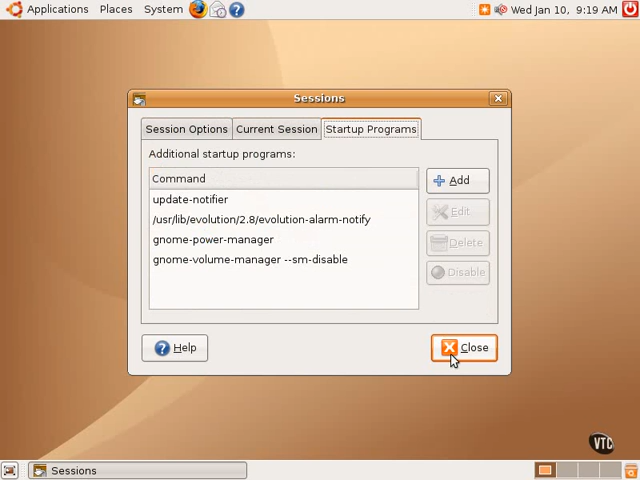 Applications Places System Wed Jan 10, 9:19 AM
Sessions
Session Options Current Session Startup Programs
Additional startup programs:
Command
update-notifier
/usr/lib/evolution/2.8/evolution-alarm-notify
gnome-power-manager
gnome-volume-manager --sm-disable
Add
Edit
Delete
Disable
Help
Close
VTC
Sessions